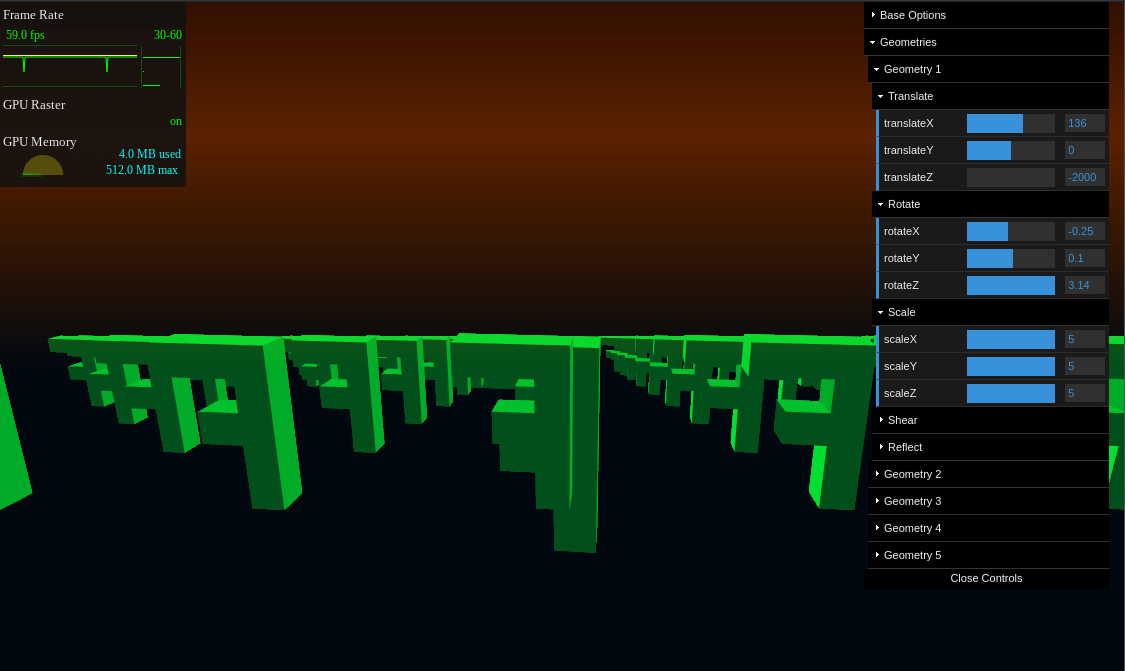 Frame Rate
59.0 fps 30-60
GPU Raster
on
GPU Memory
4.0 MB used
512.0 MB max
Base Options
Geometries
Geometry 1
Translate
translateX 136
translateY 0
translateZ -2000
Rotate
rotateX -0.25
rotateY 0.1
rotateZ 3.14
Scale
scaleX 5
scaleY 5
scaleZ 5
Shear
Reflect
Geometry 2
Geometry 3
Geometry 4
Geometry 5
Close Controls